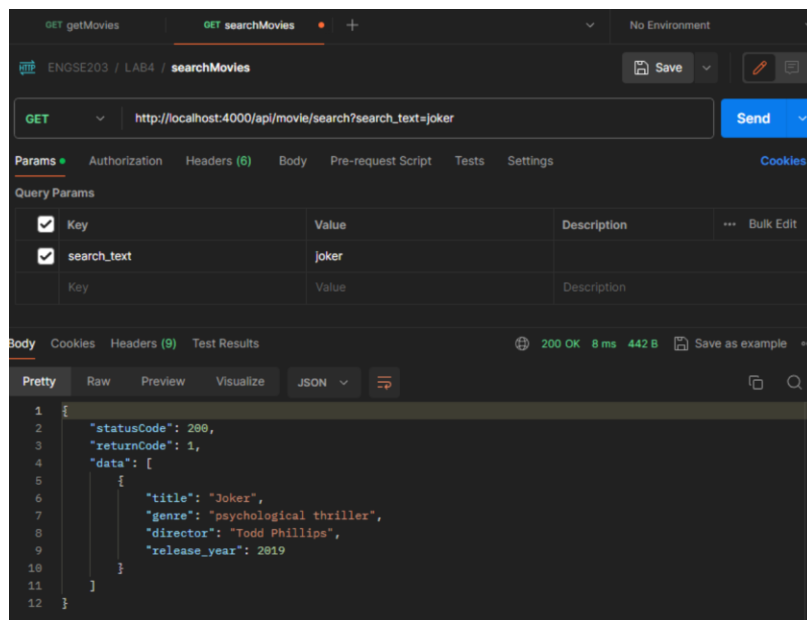 GET getMovies GET searchMovies No Environment
HTTP ENGSE203 / LAB4 / searchMovies Save
GET http://localhost:4000/api/movie/search?search_text=joker Send
Params Authorization Headers (6) Body Pre-request Script Tests Settings Cookies
Query Params
Key Value Description Bulk Edit
search_text joker
Key Value Description
Body Cookies Headers (9) Test Results 200 OK 8 ms 442 B Save as example
Pretty Raw Preview Visualize JSON
1 {
2 "statusCode": 200,
3 "returnCode": 1,
4 "data": [
5 {
6 "title": "Joker",
7 "genre": "psychological thriller",
8 "director": "Todd Phillips",
9 "release_year": 2019
10 }
11 ]
12 }